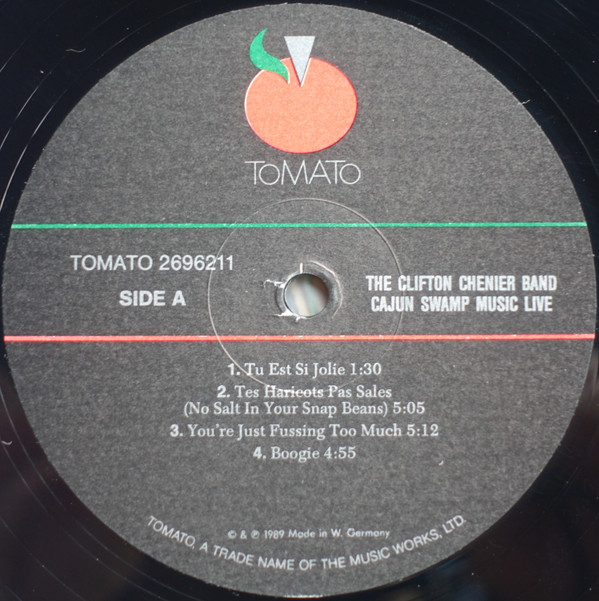 ToMATo
TOMATO 2696211
SIDE A
THE CLIFTON CHENIER BAND
CAJUN SWAMP MUSIC LIVE
1. Tu Est Si Jolie 1:30
2. Tes Haricots Pas Sales
(No Salt In Your Snap Beans) 5:05
3. You're Just Fussing Too Much 5:12
4. Boogie 4:55
© & ℗ 1989 Made in W. Germany
TOMATO, A TRADE NAME OF THE MUSIC WORKS, LTD.